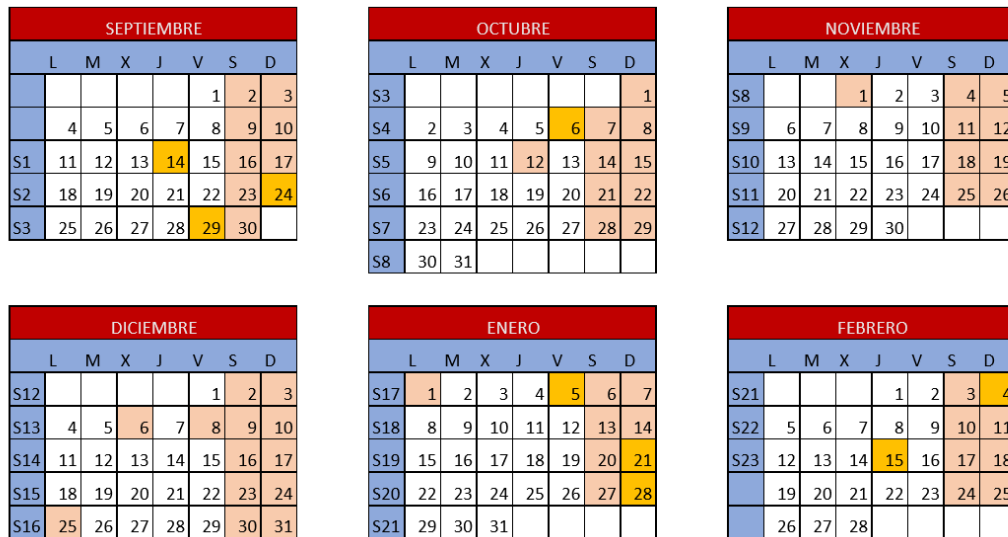 SEPTIEMBRE
L M X J V S D
1 2 3
4 5 6 7 8 9 10
S1 11 12 13 14 15 16 17
S2 18 19 20 21 22 23 24
S3 25 26 27 28 29 30
OCTUBRE
L M X J V S D
S3 1
S4 2 3 4 5 6 7 8
S5 9 10 11 12 13 14 15
S6 16 17 18 19 20 21 22
S7 23 24 25 26 27 28 29
S8 30 31
NOVIEMBRE
L M X J V S D
S8 1 2 3 4 5
S9 6 7 8 9 10 11 12
S10 13 14 15 16 17 18 19
S11 20 21 22 23 24 25 26
S12 27 28 29 30
DICIEMBRE
L M X J V S D
S12 1 2 3
S13 4 5 6 7 8 9 10
S14 11 12 13 14 15 16 17
S15 18 19 20 21 22 23 24
S16 25 26 27 28 29 30 31
ENERO
L M X J V S D
S17 1 2 3 4 5 6 7
S18 8 9 10 11 12 13 14
S19 15 16 17 18 19 20 21
S20 22 23 24 25 26 27 28
S21 29 30 31
FEBRERO
L M X J V S D
S21 1 2 3 4
S22 5 6 7 8 9 10 11
S23 12 13 14 15 16 17 18
19 20 21 22 23 24 25
26 27 28